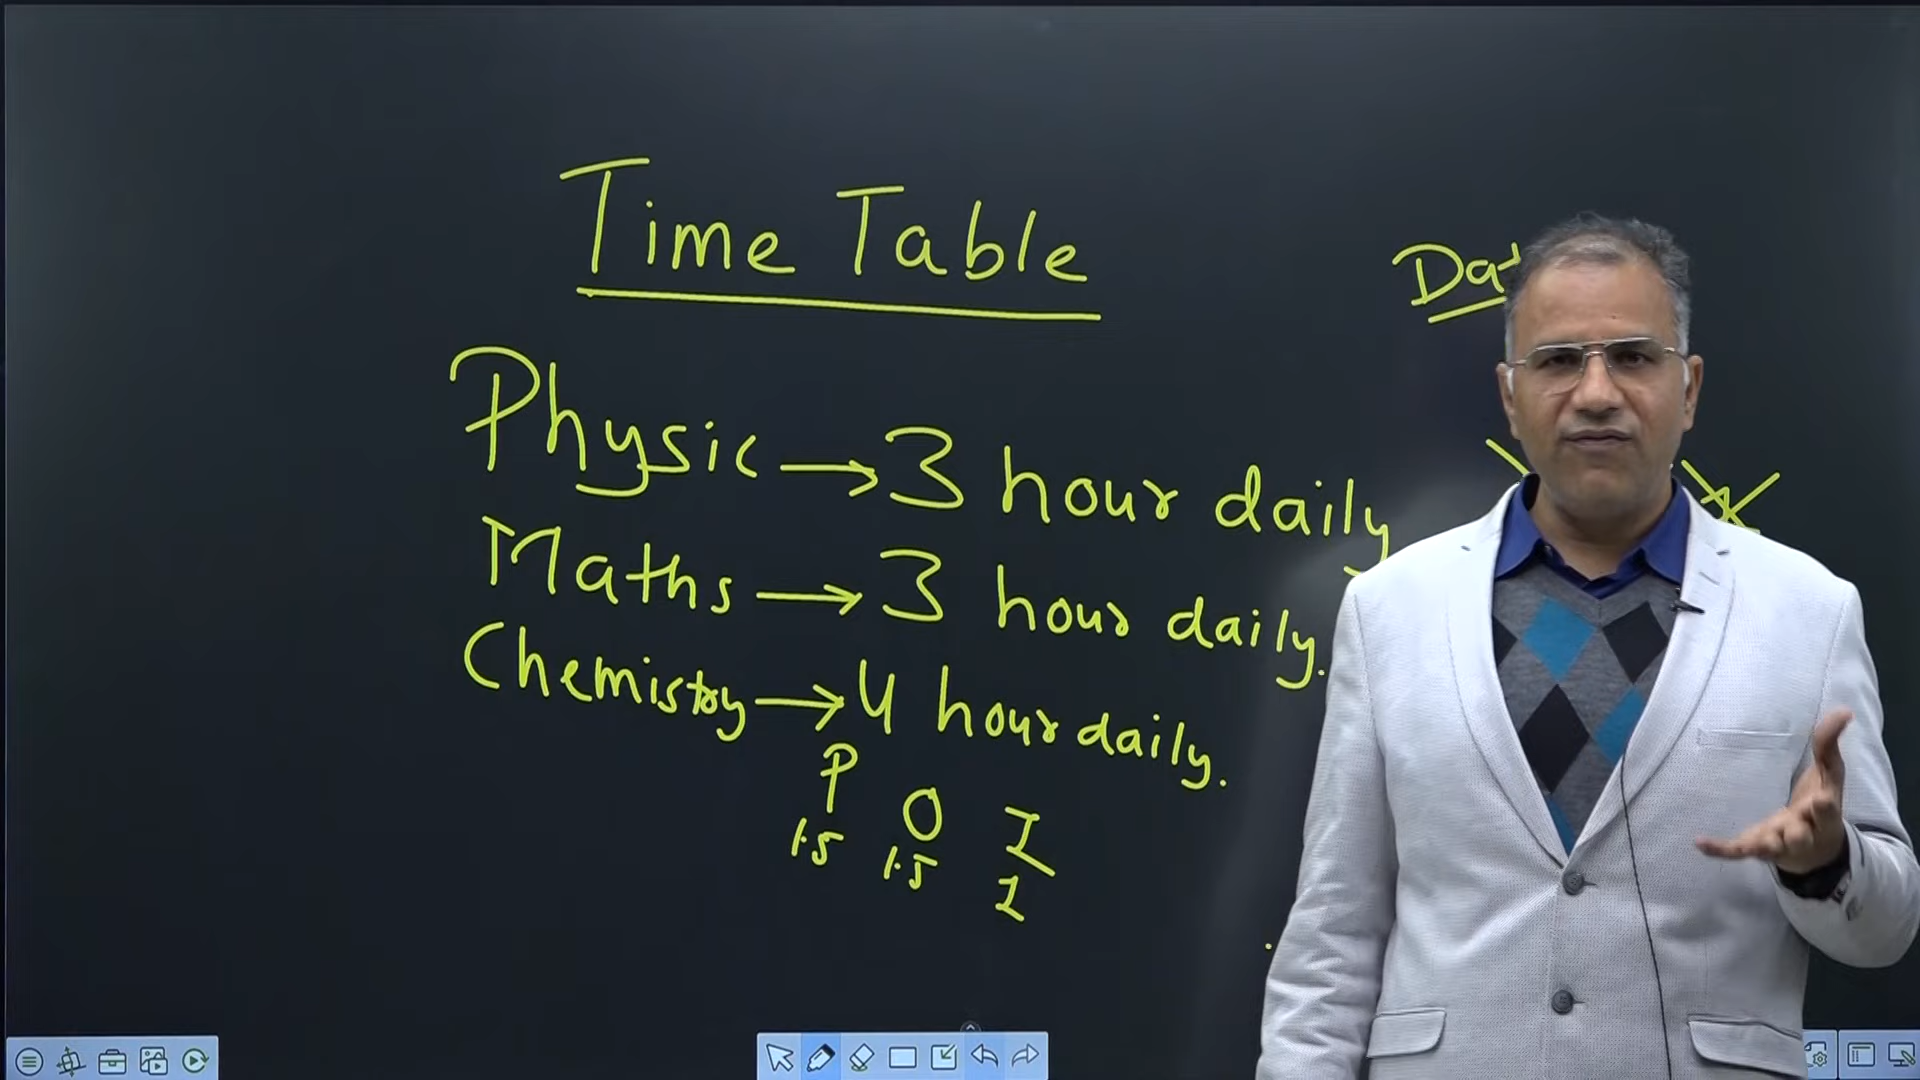 Time Table
Physic → 3 hour daily
Maths → 3 hour daily.
Chemistry → 4 hour daily.
P O I
1.5 1.5 1